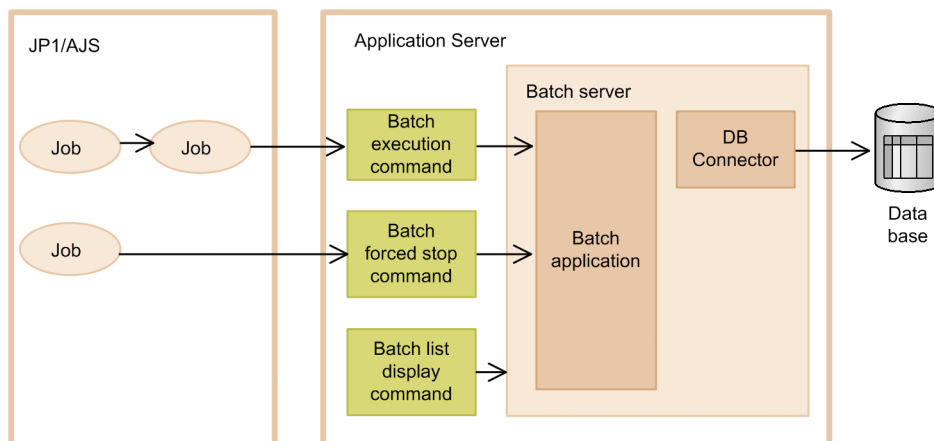 JP1/AJS
Application Server
Batch server
Job
Job
Batch
execution
command
DB
Connector
Data
base
Job
Batch
forced stop
command
Batch
application
Batch list
display
command